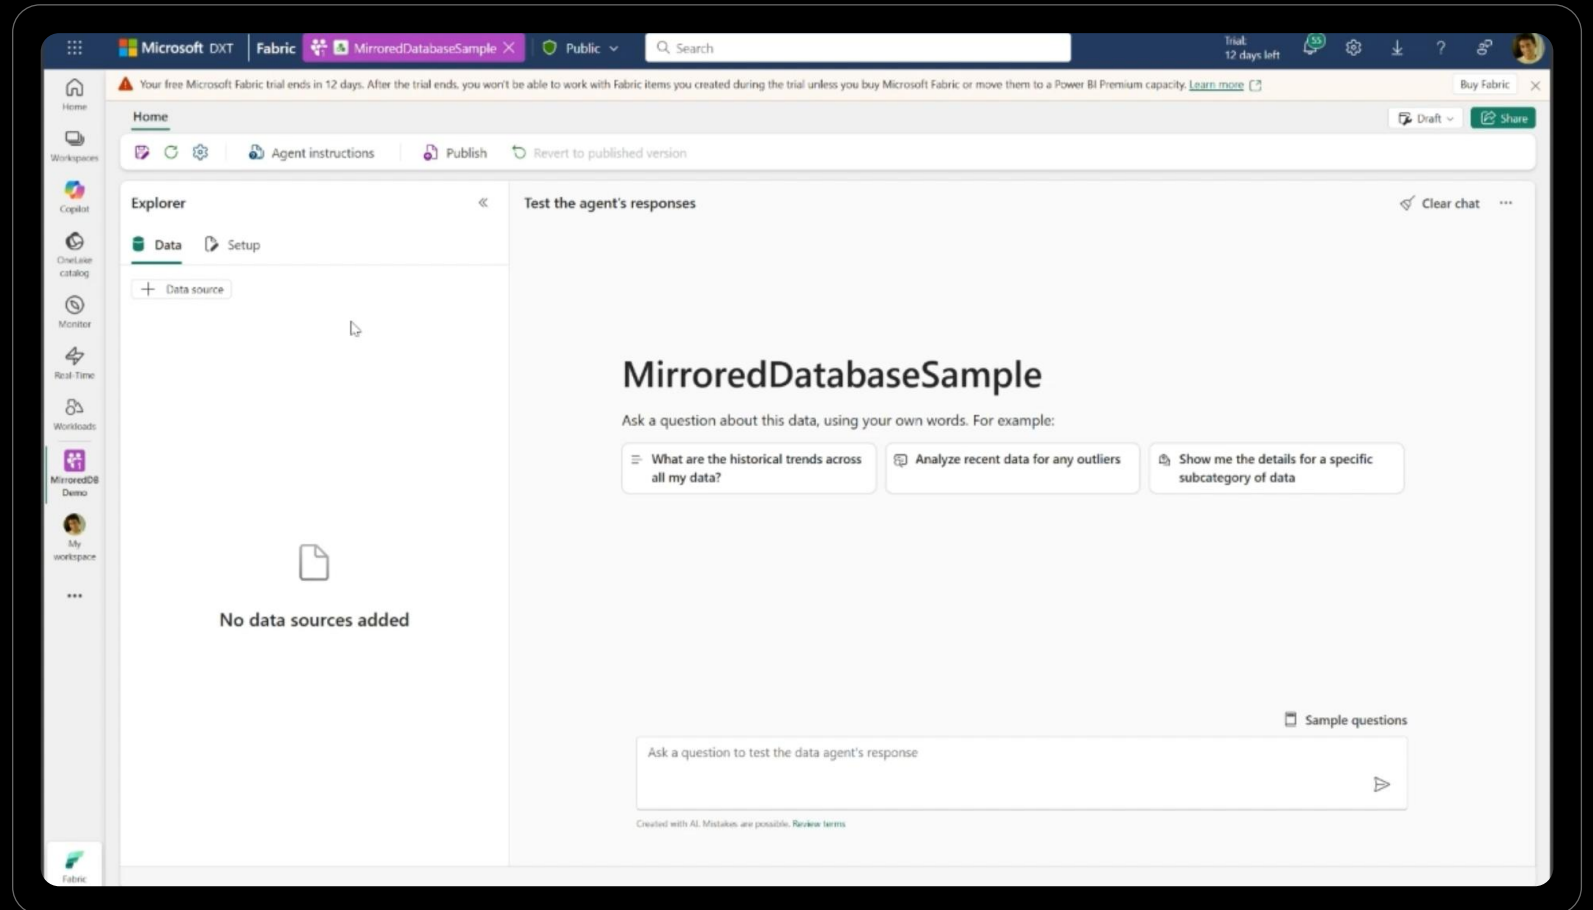 Microsoft DXT
Fabric
MirroredDatabaseSample
Public
Search
Trial:
12 days left
55
Your free Microsoft Fabric trial ends in 12 days. After the trial ends, you won't be able to work with Fabric items you created during the trial unless you buy Microsoft Fabric or move them to a Power BI Premium capacity. Learn more
Buy Fabric
Home
Workspaces
Copilot
OneLake
catalog
Monitor
Real-Time
Workloads
MirroredDB
Demo
My
workspace
Fabric
Home
Draft
Share
Agent instructions
Publish
Revert to published version
Explorer
Data
Setup
Data source
No data sources added
Test the agent's responses
Clear chat
MirroredDatabaseSample
Ask a question about this data, using your own words. For example:
What are the historical trends across
all my data?
Analyze recent data for any outliers
Show me the details for a specific
subcategory of data
Sample questions
Ask a question to test the data agent's response
Created with AI. Mistakes are possible. Review terms